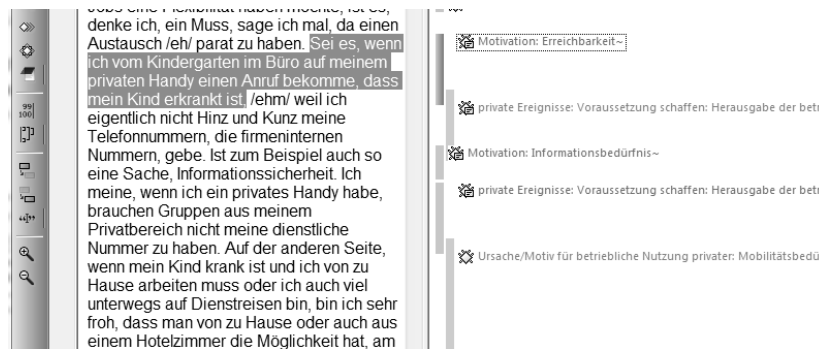 Jobs eine Flexibilität haben möchte, ist es,
denke ich, ein Muss, sage ich mal, da einen
Austausch /eh/ parat zu haben. Sei es, wenn
ich vom Kindergarten im Büro auf meinem
privaten Handy einen Anruf bekomme, dass
mein Kind erkrankt ist, /ehm/ weil ich
eigentlich nicht Hinz und Kunz meine
Telefonnummern, die firmeninternen
Nummern, gebe. Ist zum Beispiel auch so
eine Sache, Informationssicherheit. Ich
meine, wenn ich ein privates Handy habe,
brauchen Gruppen aus meinem
Privatbereich nicht meine dienstliche
Nummer zu haben. Auf der anderen Seite,
wenn mein Kind krank ist und ich von zu
Hause arbeiten muss oder ich auch viel
unterwegs auf Dienstreisen bin, bin ich sehr
froh, dass man von zu Hause oder auch aus
einem Hotelzimmer die Möglichkeit hat, am
99
100
Motivation: Erreichbarkeit~
private Ereignisse: Voraussetzung schaffen: Herausgabe der betr
Motivation: Informationsbedürfnis~
private Ereignisse: Voraussetzung schaffen: Herausgabe der betr
Ursache/Motiv für betriebliche Nutzung privater: Mobilitätsbedü